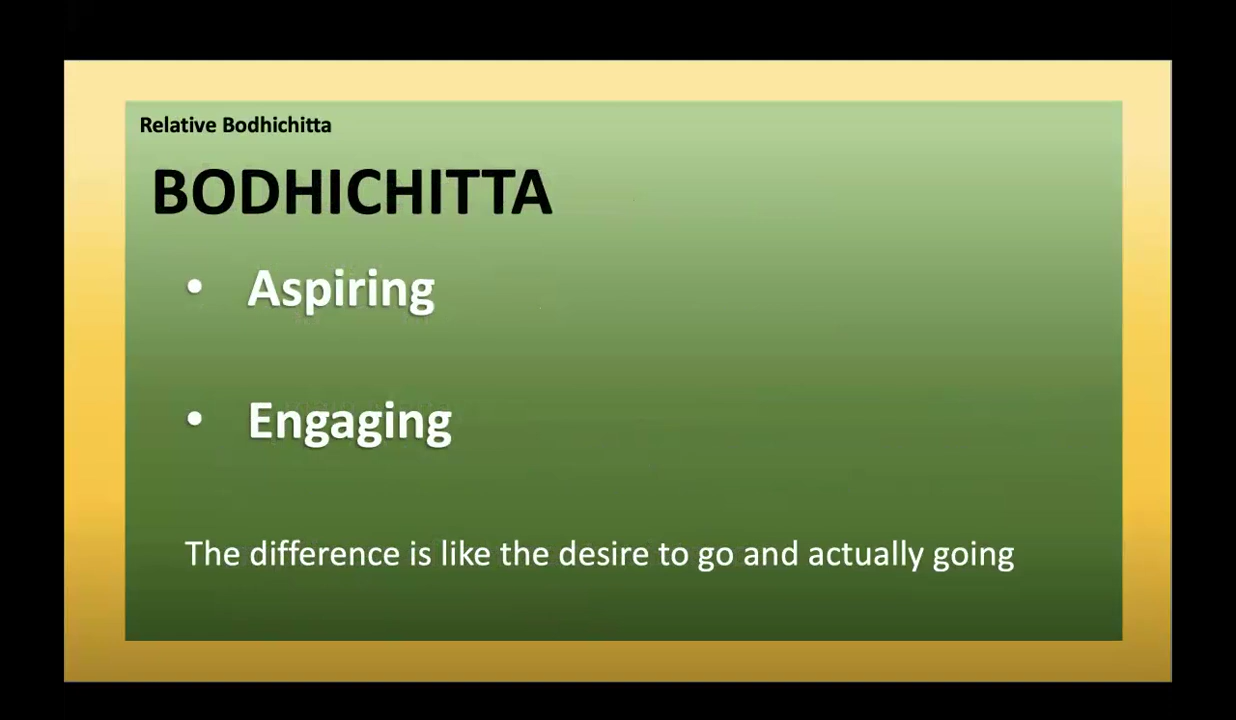 Relative Bodhichitta
BODHICHITTA
• Aspiring
• Engaging
The difference is like the desire to go and actually going